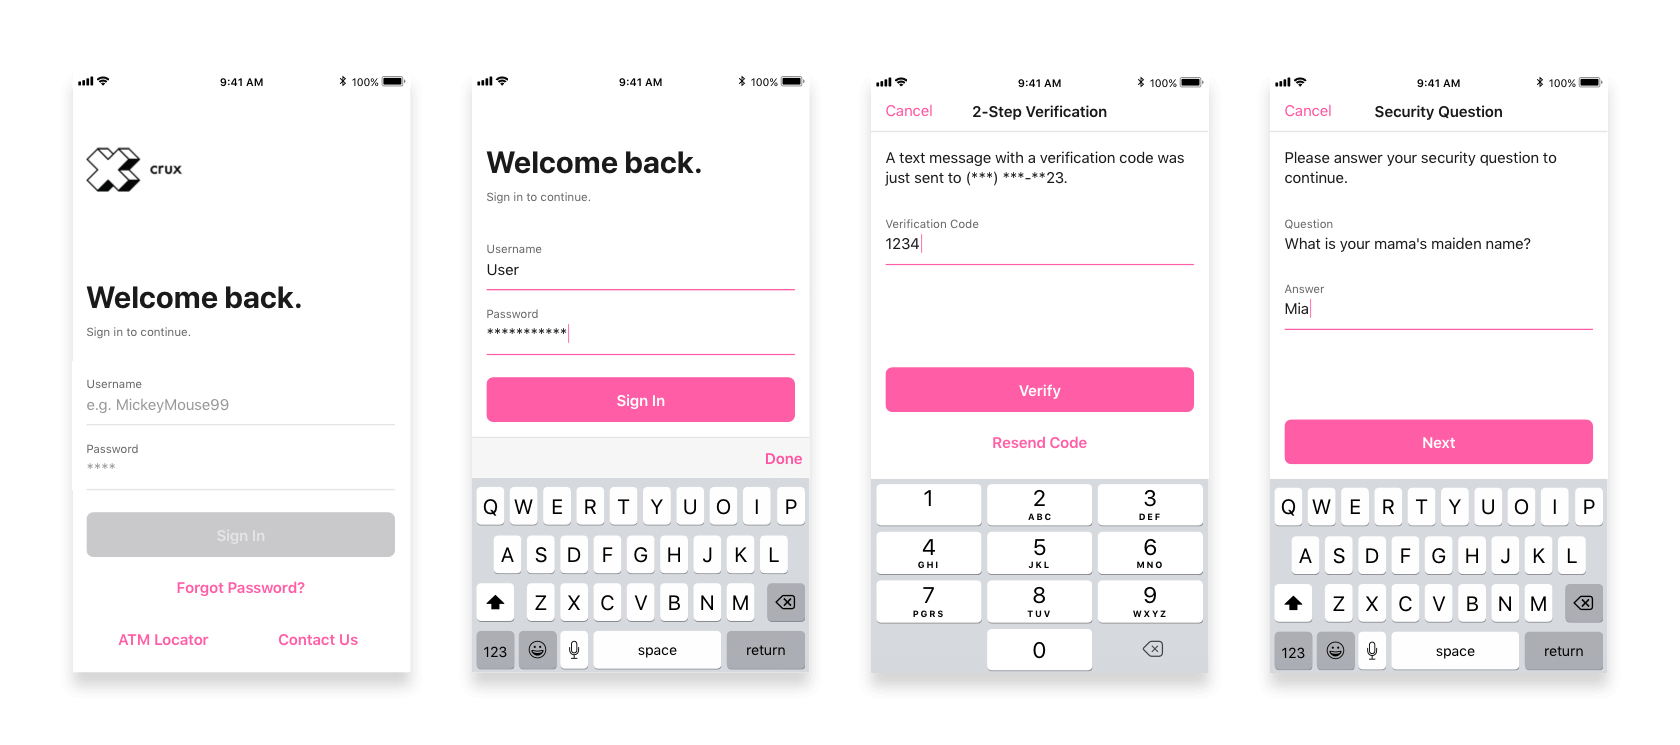 9:41 AM
100%
crux
Welcome back.
Sign in to continue.
Username
e.g. MickeyMouse99
Password
****
Sign In
Forgot Password?
ATM Locator
Contact Us
9:41 AM
100%
Welcome back.
Sign in to continue.
Username
User
Password
***********
Sign In
Done
Q W E R T Y U O I P
A S D F G H J K L
Z X C V B N M
123 space return
9:41 AM
100%
Cancel
2-Step Verification
A text message with a verification code was
just sent to (***) ***-**23.
Verification Code
1234
Verify
Resend Code
1 2 3
ABC DEF
4 5 6
GHI JKL MNO
7 8 9
PGRS TUV WXYZ
0
9:41 AM
100%
Cancel
Security Question
Please answer your security question to
continue.
Question
What is your mama's maiden name?
Answer
Mia
Next
Q W E R T Y U O I P
A S D F G H J K L
Z X C V B N M
123 space return